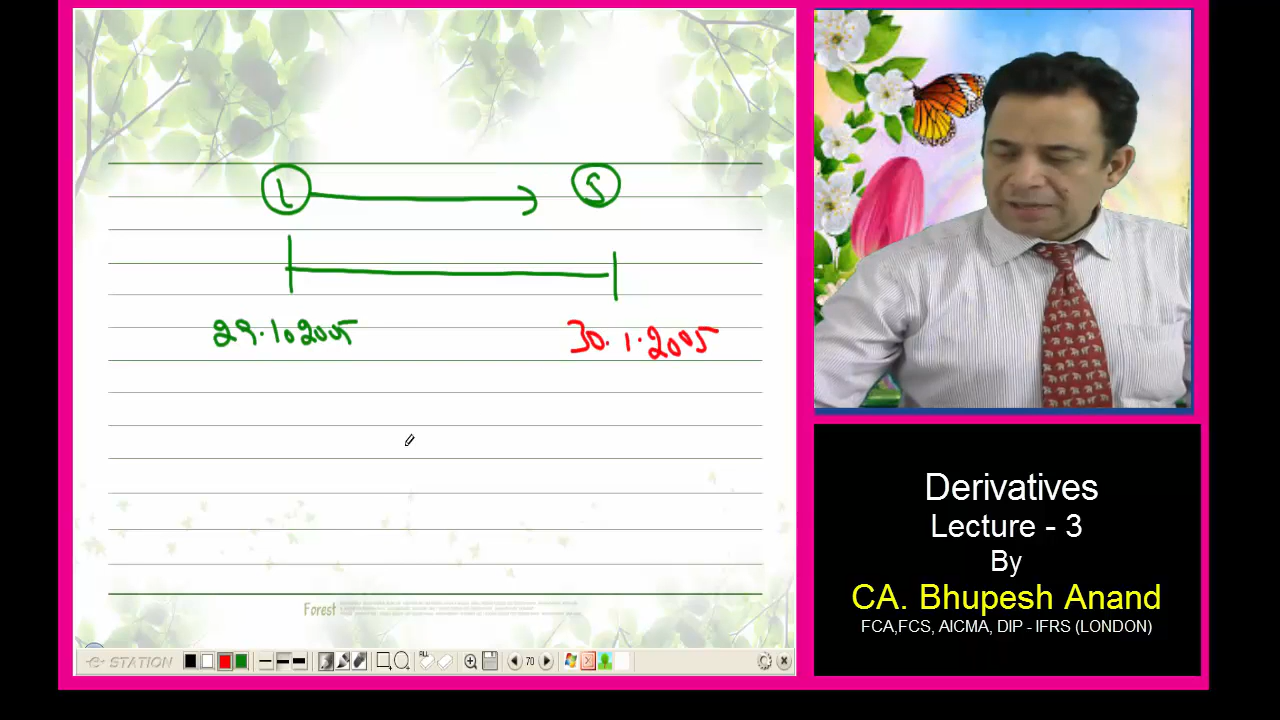 L S
29.10.2005 30.1.2005
Forest
e-STATION ALL 70
Derivatives
Lecture - 3
By
CA. Bhupesh Anand
FCA,FCS, AICMA, DIP - IFRS (LONDON)